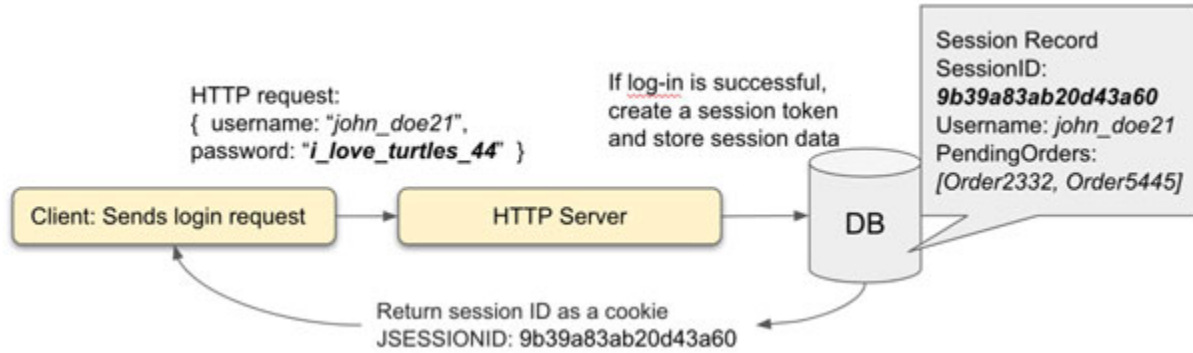 HTTP request:
{  username: “john_doe21”,
password: “i_love_turtles_44”  }
If log-in is successful,
create a session token
and store session data
Session Record
SessionID:
9b39a83ab20d43a60
Username: john_doe21
PendingOrders:
[Order2332, Order5445]
Client: Sends login request
HTTP Server
DB
Return session ID as a cookie
JSESSIONID: 9b39a83ab20d43a60